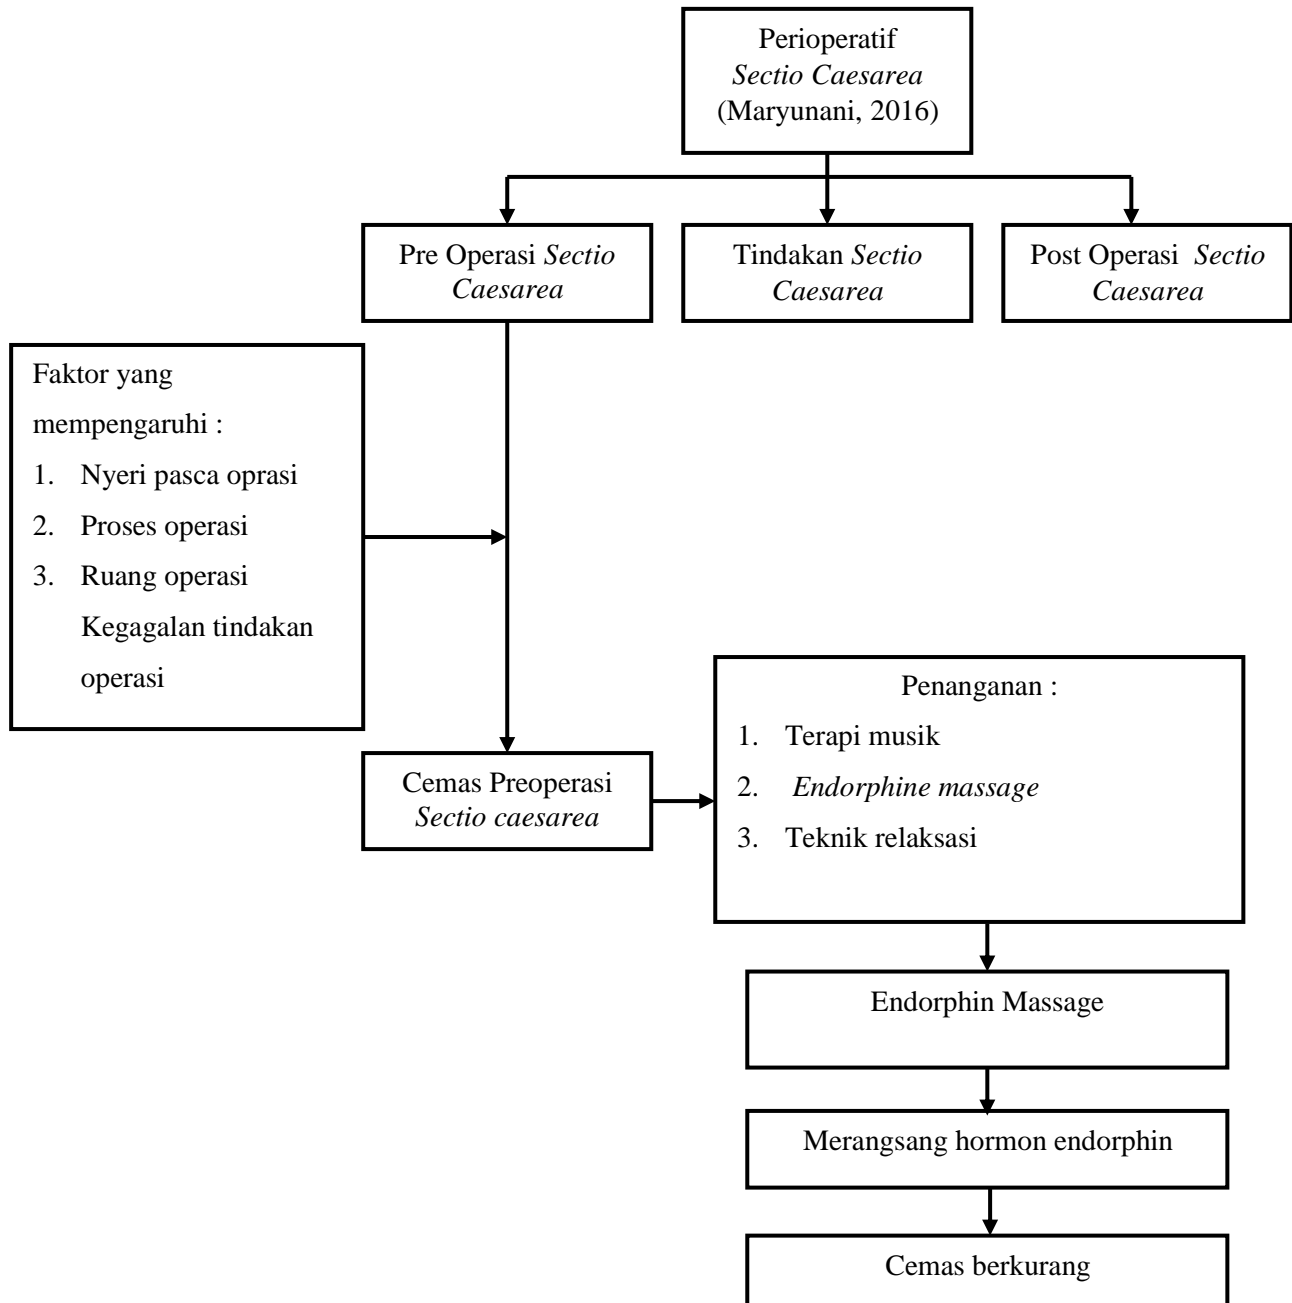 Perioperatif
Sectio Caesarea
(Maryunani, 2016)
Pre Operasi Sectio
Caesarea
Tindakan Sectio
Caesarea
Post Operasi Sectio
Caesarea
Faktor yang
mempengaruhi :
1. Nyeri pasca oprasi
2. Proses operasi
3. Ruang operasi
Kegagalan tindakan
operasi
Cemas Preoperasi
Sectio caesarea
Penanganan :
1. Terapi musik
2. Endorphine massage
3. Teknik relaksasi
Endorphin Massage
Merangsang hormon endorphin
Cemas berkurang